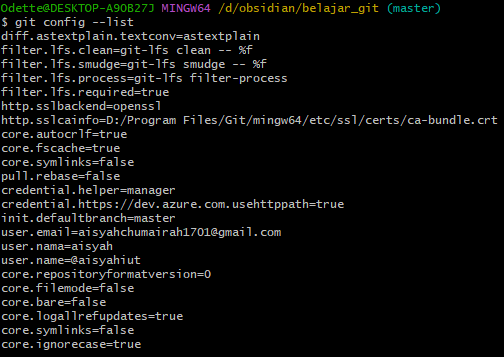 Odette@DESKTOP-A9OB27J MINGW64 /d/obsidian/belajar_git (master)
$ git config --list
diff.astextplain.textconv=astextplain
filter.lfs.clean=git-lfs clean -- %f
filter.lfs.smudge=git-lfs smudge -- %f
filter.lfs.process=git-lfs filter-process
filter.lfs.required=true
http.sslbackend=openssl
http.sslcainfo=D:/Program Files/Git/mingw64/etc/ssl/certs/ca-bundle.crt
core.autocrlf=true
core.fscache=true
core.symlinks=false
pull.rebase=false
credential.helper=manager
credential.https://dev.azure.com.usehttppath=true
init.defaultbranch=master
user.email=aisyahchumairah1701@gmail.com
user.nama=aisyah
user.name=@aisyahiut
core.repositoryformatversion=0
core.filemode=false
core.bare=false
core.logallrefupdates=true
core.symlinks=false
core.ignorecase=true